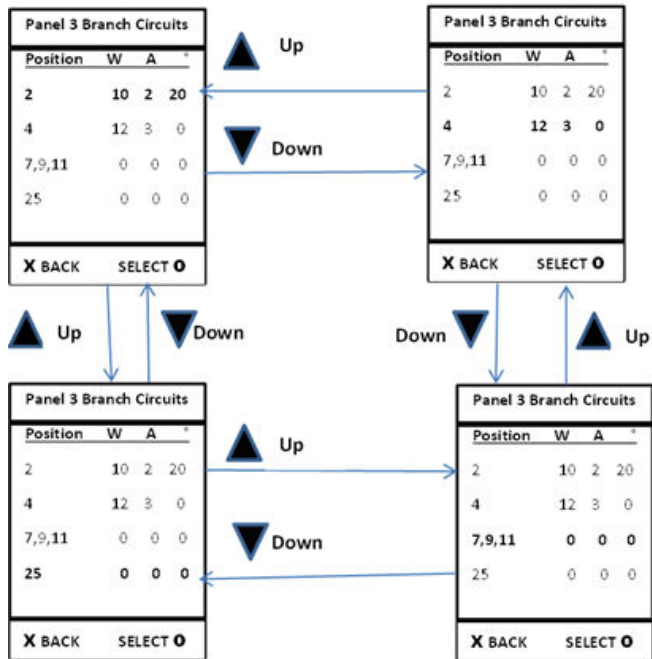 Panel 3 Branch Circuits
Position W A °
2 10 2 20
4 12 3 0
7,9,11 0 0 0
25 0 0 0
X BACK SELECT O
Up
Down
Panel 3 Branch Circuits
Position W A °
2 10 2 20
4 12 3 0
7,9,11 0 0 0
25 0 0 0
X BACK SELECT O
Up
Down
Down
Up
Panel 3 Branch Circuits
Position W A °
2 10 2 20
4 12 3 0
7,9,11 0 0 0
25 0 0 0
X BACK SELECT O
Up
Down
Panel 3 Branch Circuits
Position W A °
2 10 2 20
4 12 3 0
7,9,11 0 0 0
25 0 0 0
X BACK SELECT O